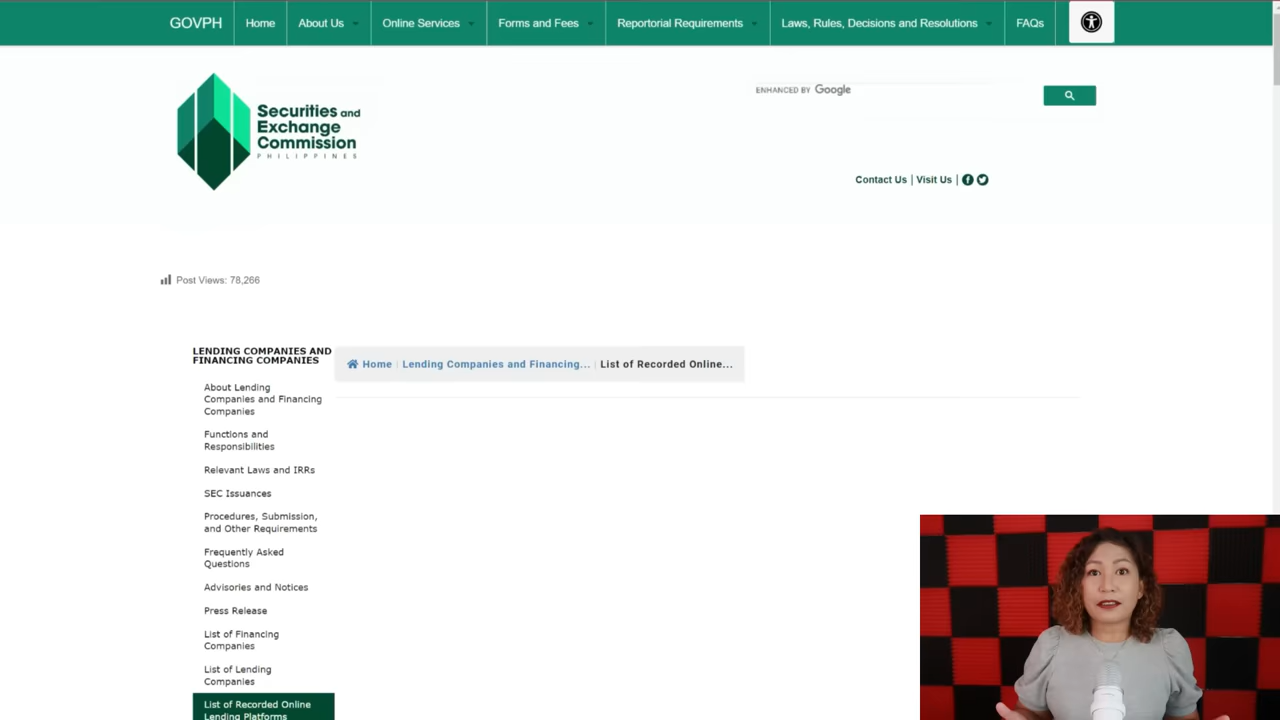 GOVPH
Home
About Us
Online Services
Forms and Fees
Reportorial Requirements
Laws, Rules, Decisions and Resolutions
FAQs
Securities and
Exchange
Commission
PHILIPPINES
ENHANCED BY Google
Contact Us | Visit Us |
Post Views: 78,266
LENDING COMPANIES AND
FINANCING COMPANIES
Home | Lending Companies and Financing... | List of Recorded Online...
About Lending
Companies and Financing
Companies
Functions and
Responsibilities
Relevant Laws and IRRs
SEC Issuances
Procedures, Submission,
and Other Requirements
Frequently Asked
Questions
Advisories and Notices
Press Release
List of Financing
Companies
List of Lending
Companies
List of Recorded Online
Lending Platforms